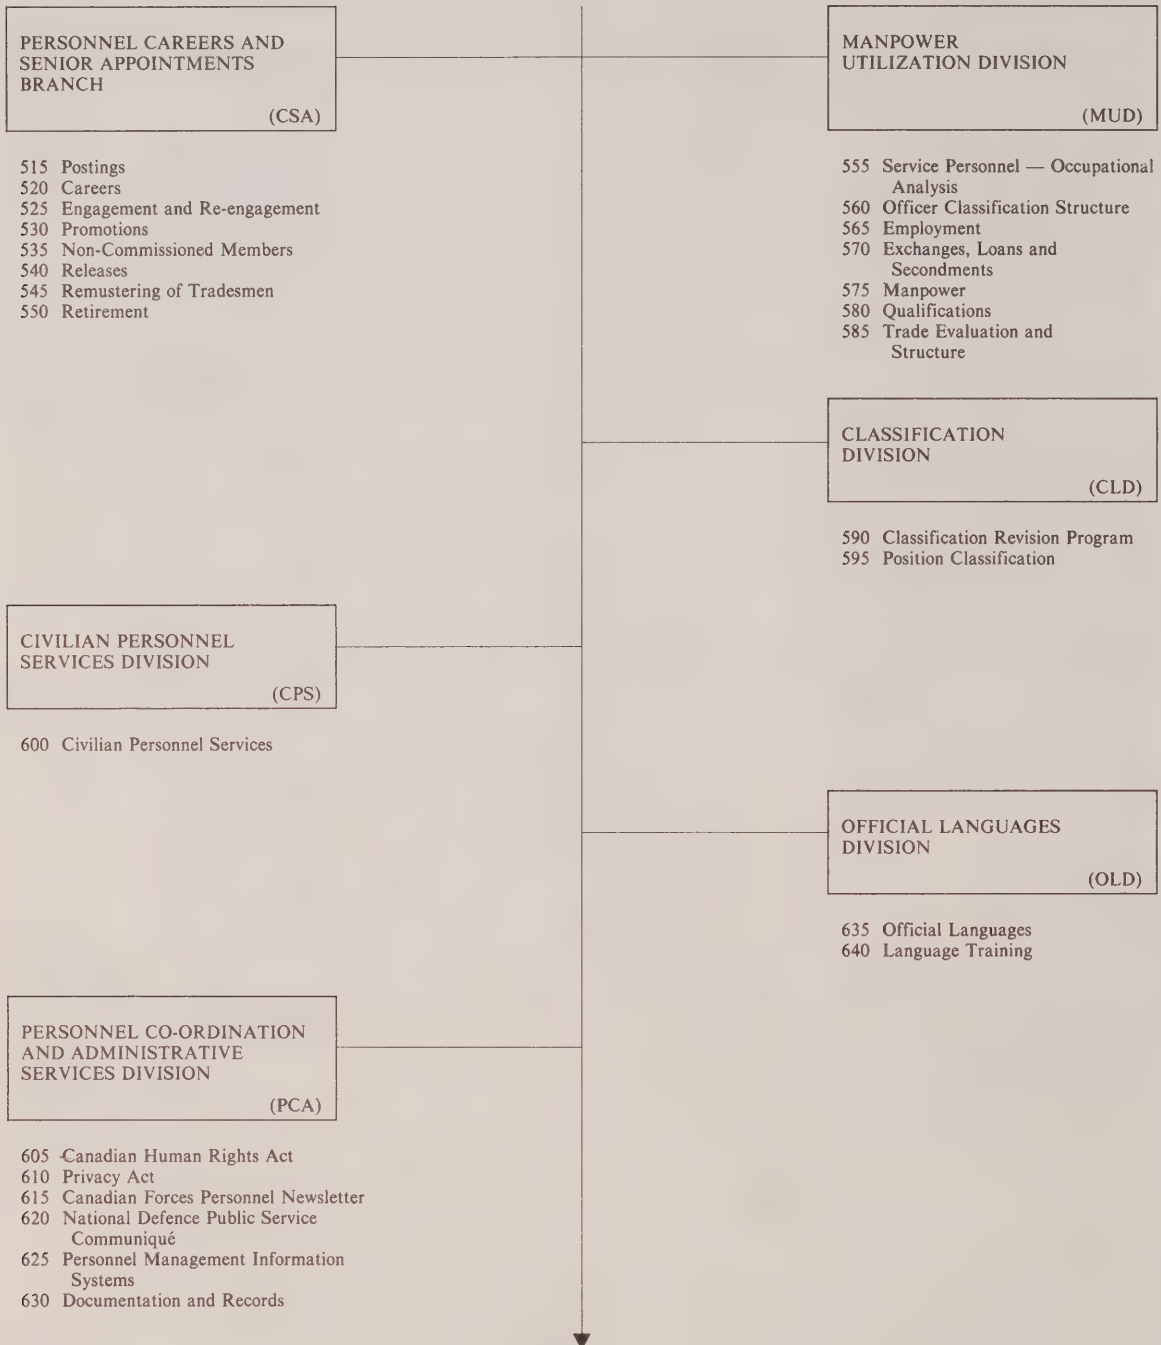 PERSONNEL CAREERS AND
SENIOR APPOINTMENTS
BRANCH
(CSA)
515 Postings
520 Careers
525 Engagement and Re-engagement
530 Promotions
535 Non-Commissioned Members
540 Releases
545 Remustering of Tradesmen
550 Retirement
MANPOWER
UTILIZATION DIVISION
(MUD)
555 Service Personnel — Occupational
Analysis
560 Officer Classification Structure
565 Employment
570 Exchanges, Loans and
Secondments
575 Manpower
580 Qualifications
585 Trade Evaluation and
Structure
CLASSIFICATION
DIVISION
(CLD)
590 Classification Revision Program
595 Position Classification
CIVILIAN PERSONNEL
SERVICES DIVISION
(CPS)
600 Civilian Personnel Services
OFFICIAL LANGUAGES
DIVISION
(OLD)
635 Official Languages
640 Language Training
PERSONNEL CO-ORDINATION
AND ADMINISTRATIVE
SERVICES DIVISION
(PCA)
605 Canadian Human Rights Act
610 Privacy Act
615 Canadian Forces Personnel Newsletter
620 National Defence Public Service
Communiqué
625 Personnel Management Information
Systems
630 Documentation and Records